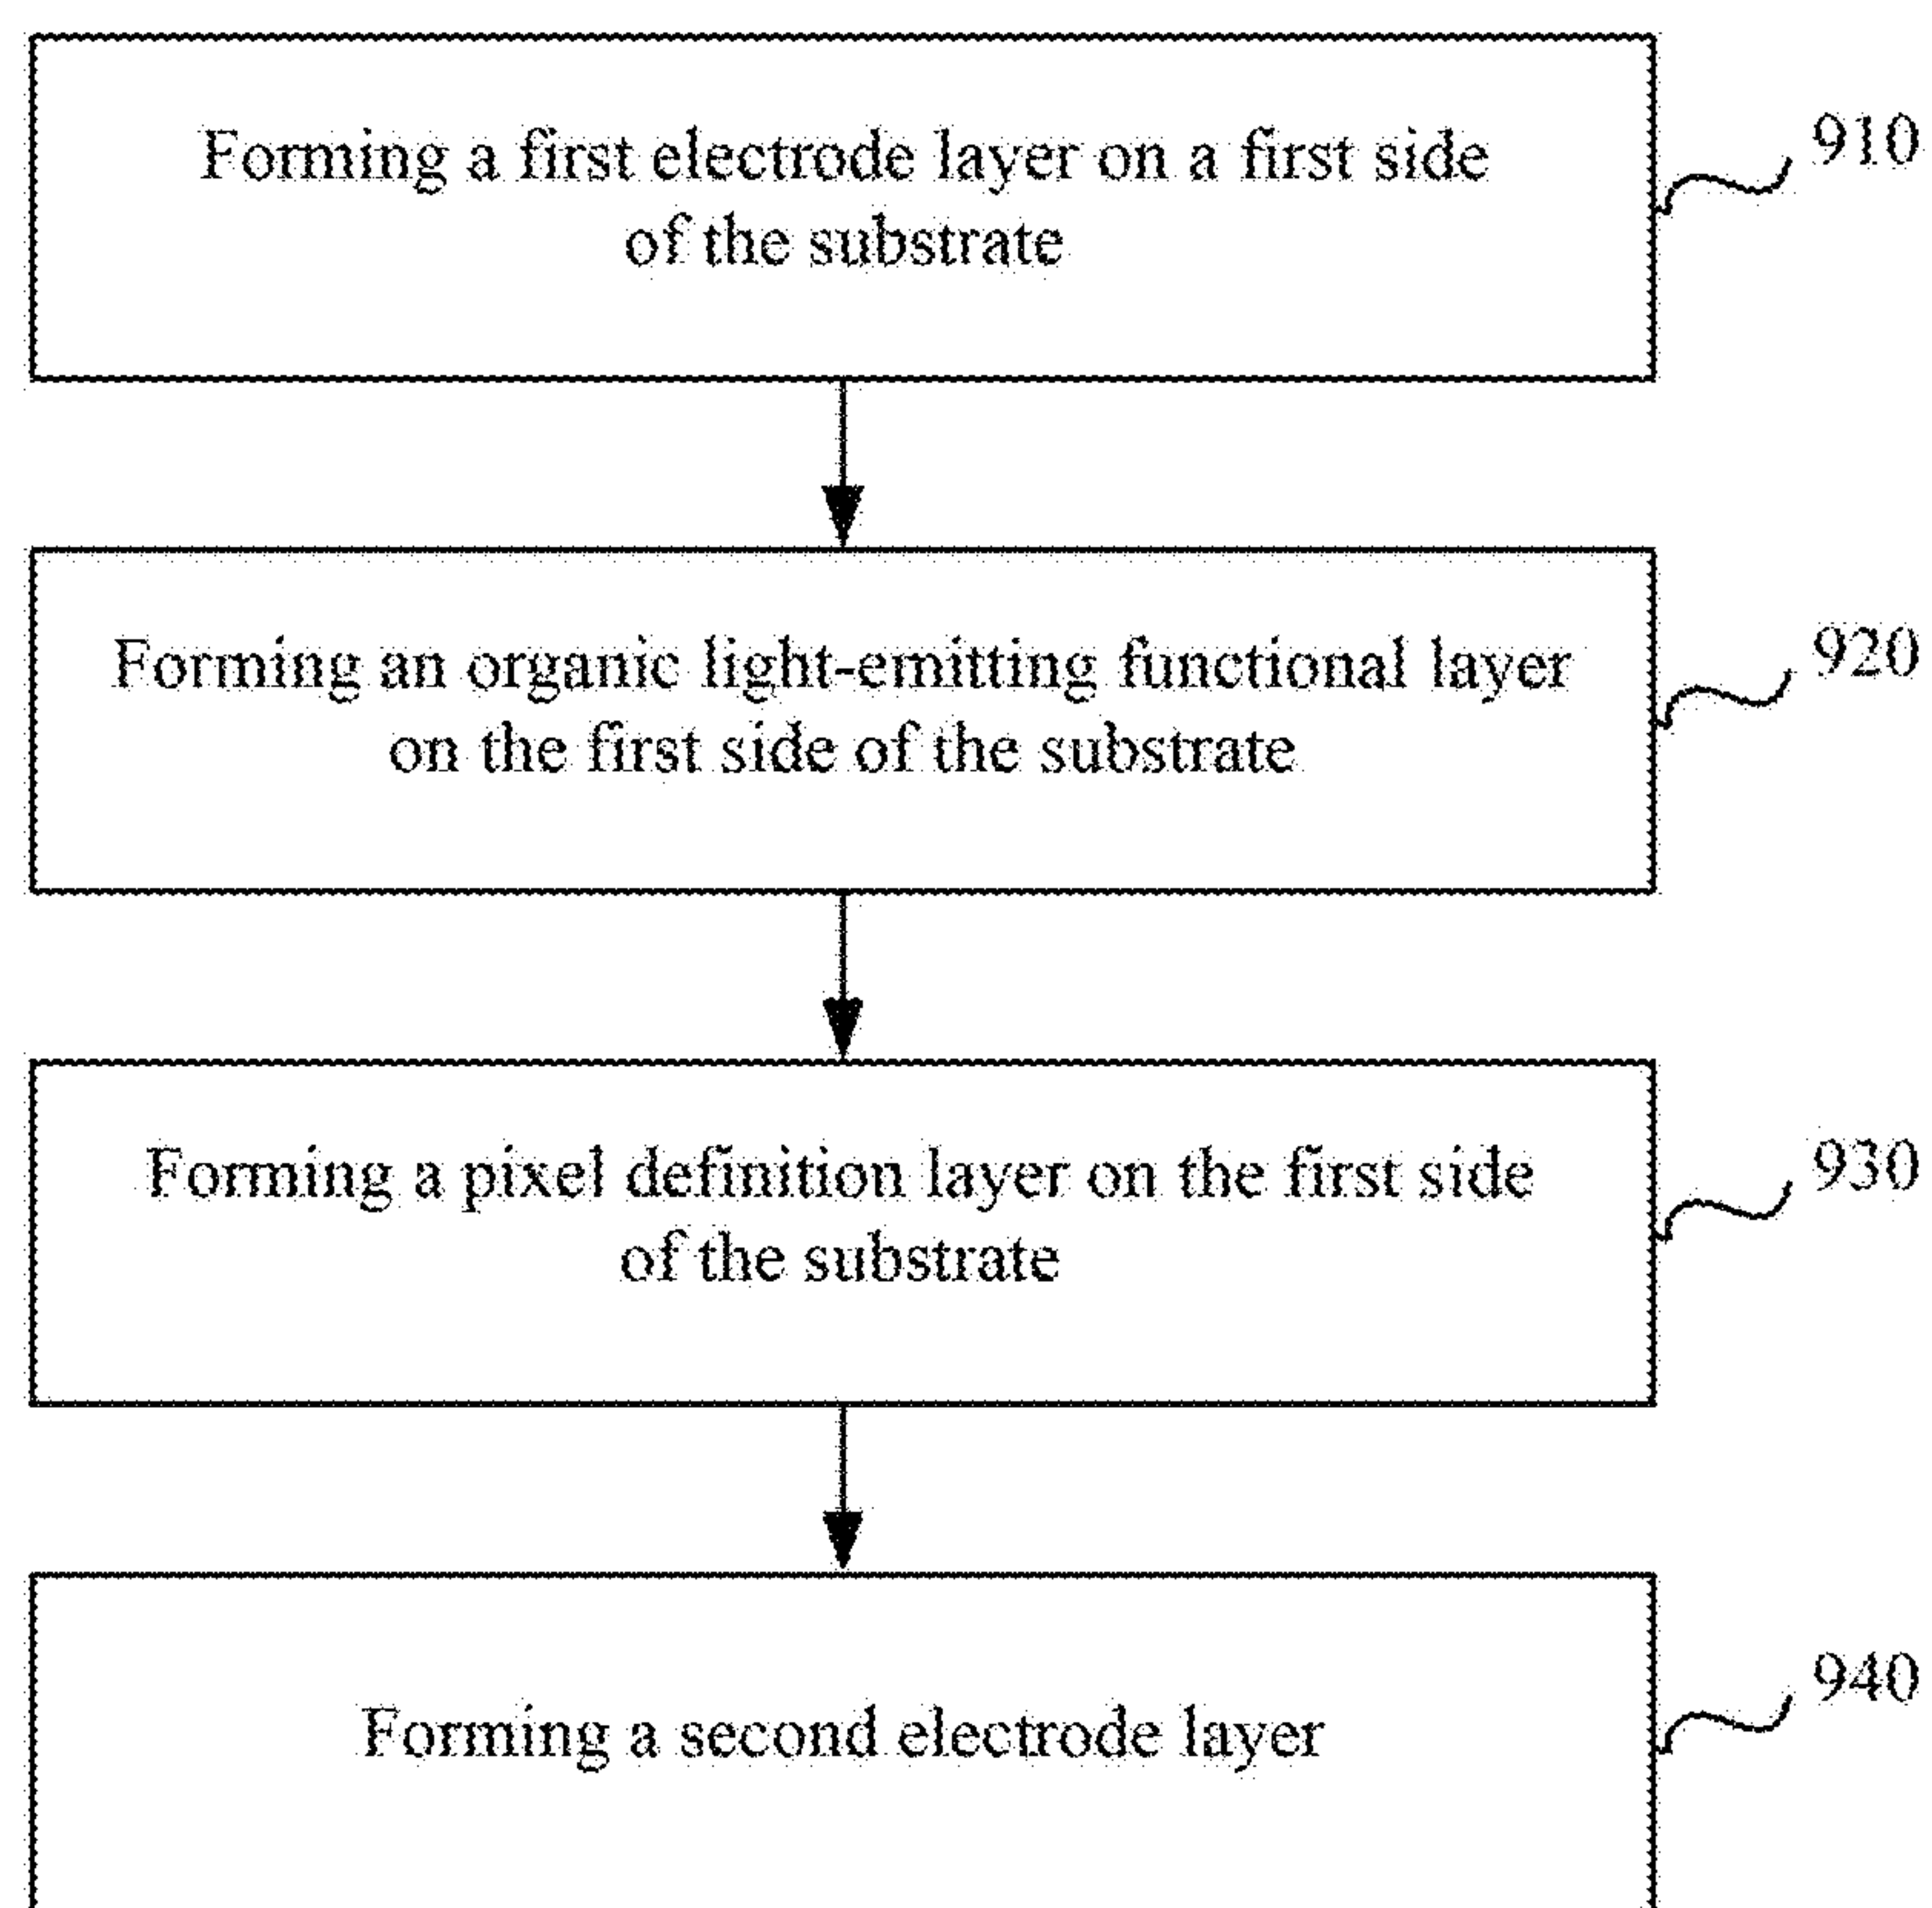 Forming a first electrode layer on a first side
of the substrate
910
Forming an organic light-emitting functional layer
on the first side of the substrate
920
Forming a pixel definition layer on the first side
of the substrate
930
Forming a second electrode layer
940